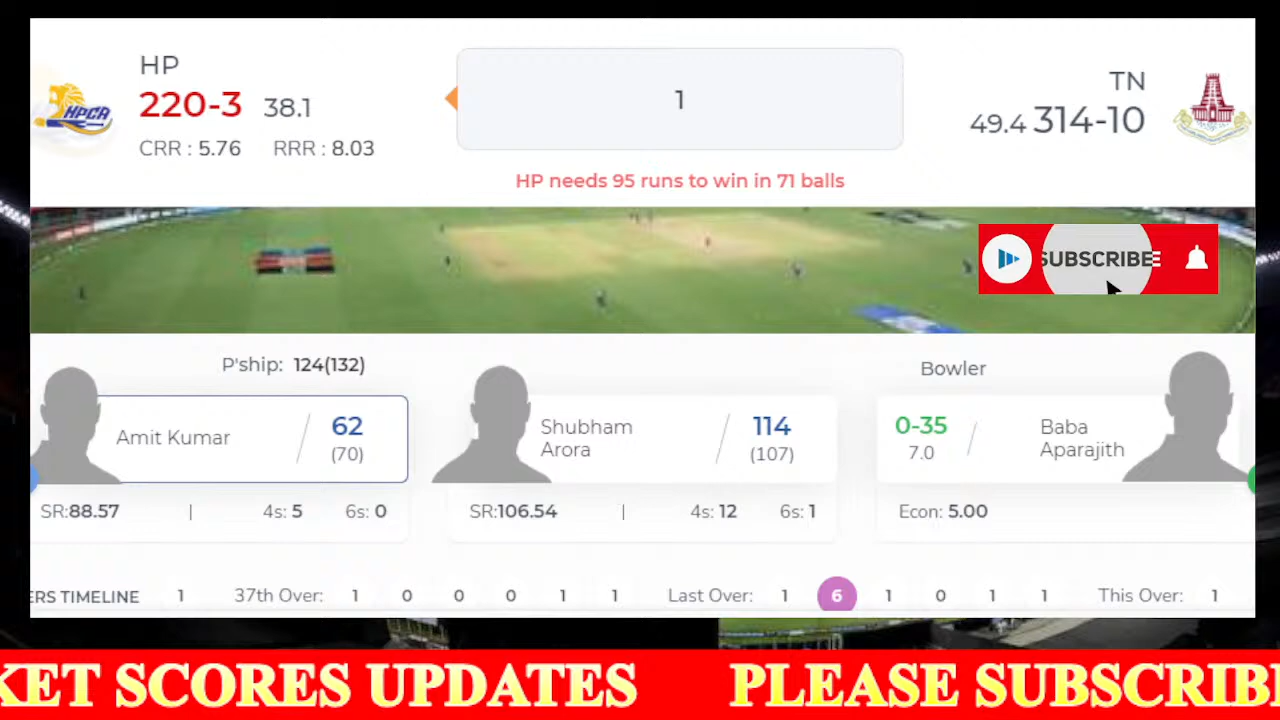 HP
220-3 38.1
CRR : 5.76 RRR : 8.03
HPCA
1
TN
49.4 314-10
HP needs 95 runs to win in 71 balls
SUBSCRIBE
P'ship: 124(132)
Bowler
Amit Kumar / 62
(70)
Shubham
Arora / 114
(107)
0-35
7.0 / Baba
Aparajith
SR:88.57 | 4s: 5 6s: 0
SR:106.54 | 4s: 12 6s: 1
Econ: 5.00
ERS TIMELINE 1 37th Over: 1 0 0 0 1 1 Last Over: 1 6 1 0 1 1 This Over: 1
KET SCORES UPDATES PLEASE SUBSCRIB